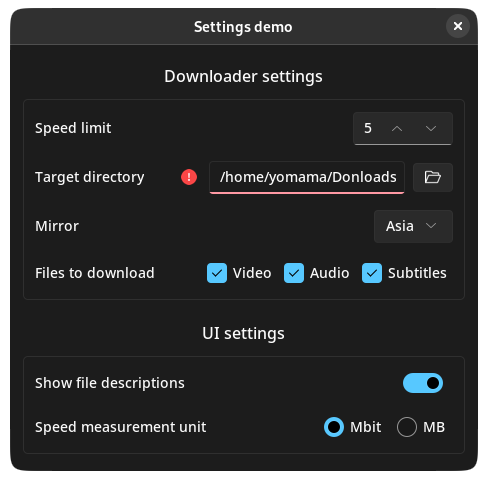 Settings demo
Downloader settings
Speed limit 5
Target directory /home/yomama/Donloads
Mirror Asia
Files to download Video Audio Subtitles
UI settings
Show file descriptions
Speed measurement unit Mbit MB